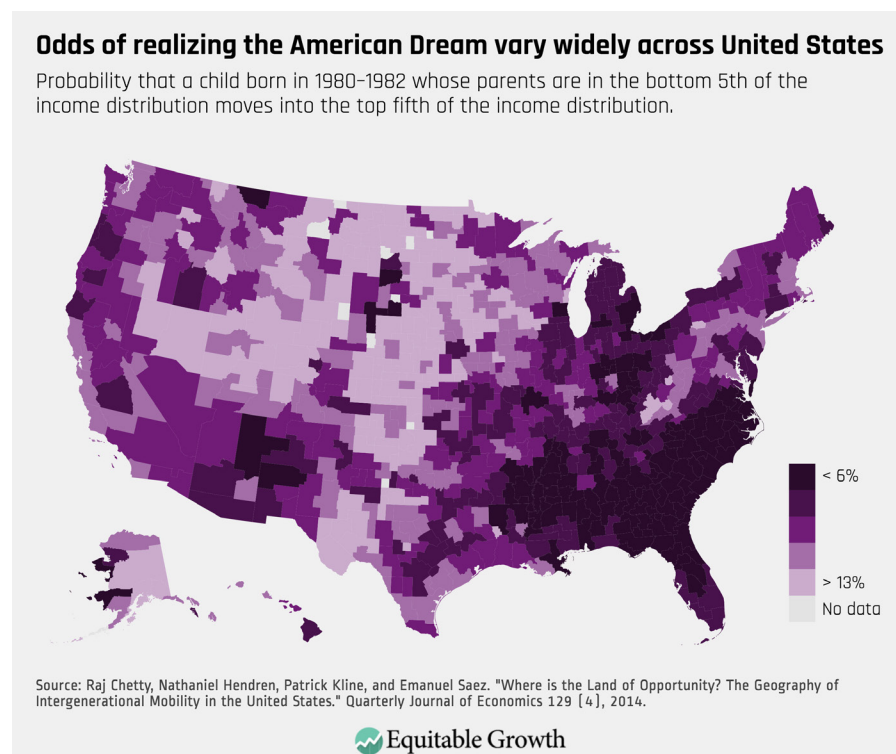 Odds of realizing the American Dream vary widely across United States
Probability that a child born in 1980–1982 whose parents are in the bottom 5th of the
income distribution moves into the top fifth of the income distribution.
< 6%
> 13%
No data
Source: Raj Chetty, Nathaniel Hendren, Patrick Kline, and Emanuel Saez. "Where is the Land of Opportunity? The Geography of
Intergenerational Mobility in the United States." Quarterly Journal of Economics 129 (4), 2014.
Equitable Growth